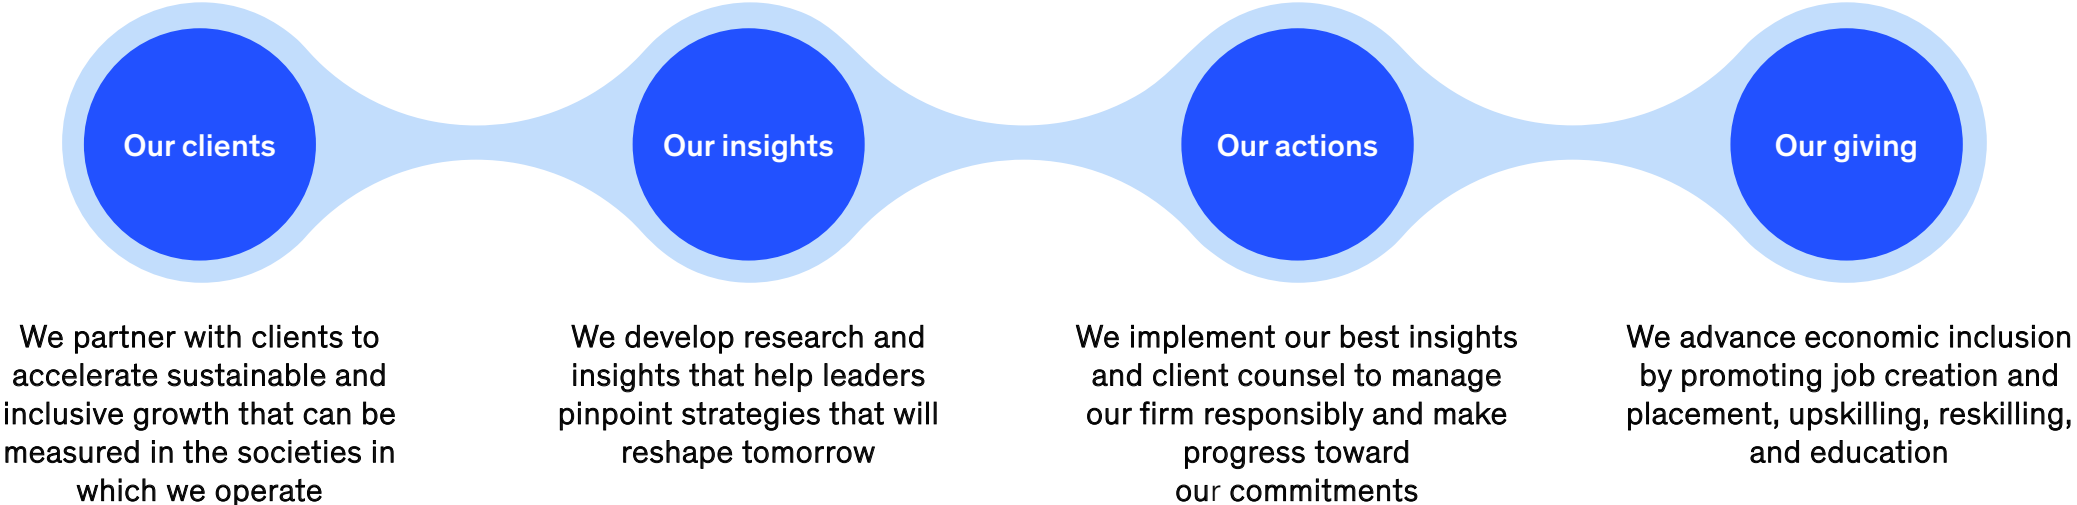 Our clients
We partner with clients to
accelerate sustainable and
inclusive growth that can be
measured in the societies in
which we operate
Our insights
We develop research and
insights that help leaders
pinpoint strategies that will
reshape tomorrow
Our actions
We implement our best insights
and client counsel to manage
our firm responsibly and make
progress toward
our commitments
Our giving
We advance economic inclusion
by promoting job creation and
placement, upskilling, reskilling,
and education